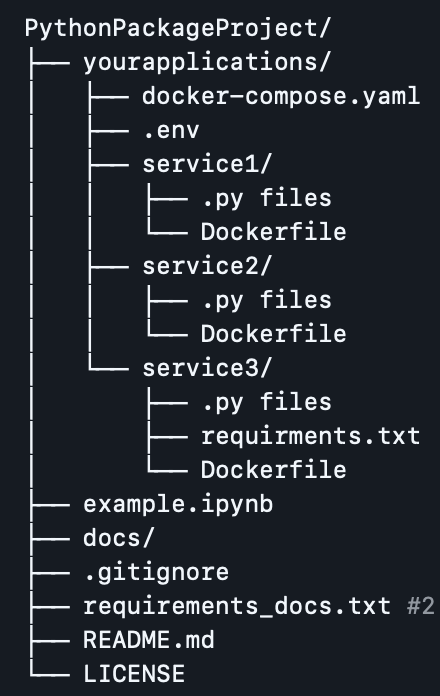 PythonPackageProject/
├── yourapplications/
│   ├── docker-compose.yaml
│   ├── .env
│   ├── service1/
│   │   ├── .py files
│   │   └── Dockerfile
│   ├── service2/
│   │   ├── .py files
│   │   └── Dockerfile
│   └── service3/
│       ├── .py files
│       ├── requirments.txt
│       └── Dockerfile
├── example.ipynb
├── docs/
├── .gitignore
├── requirements_docs.txt #2
├── README.md
└── LICENSE